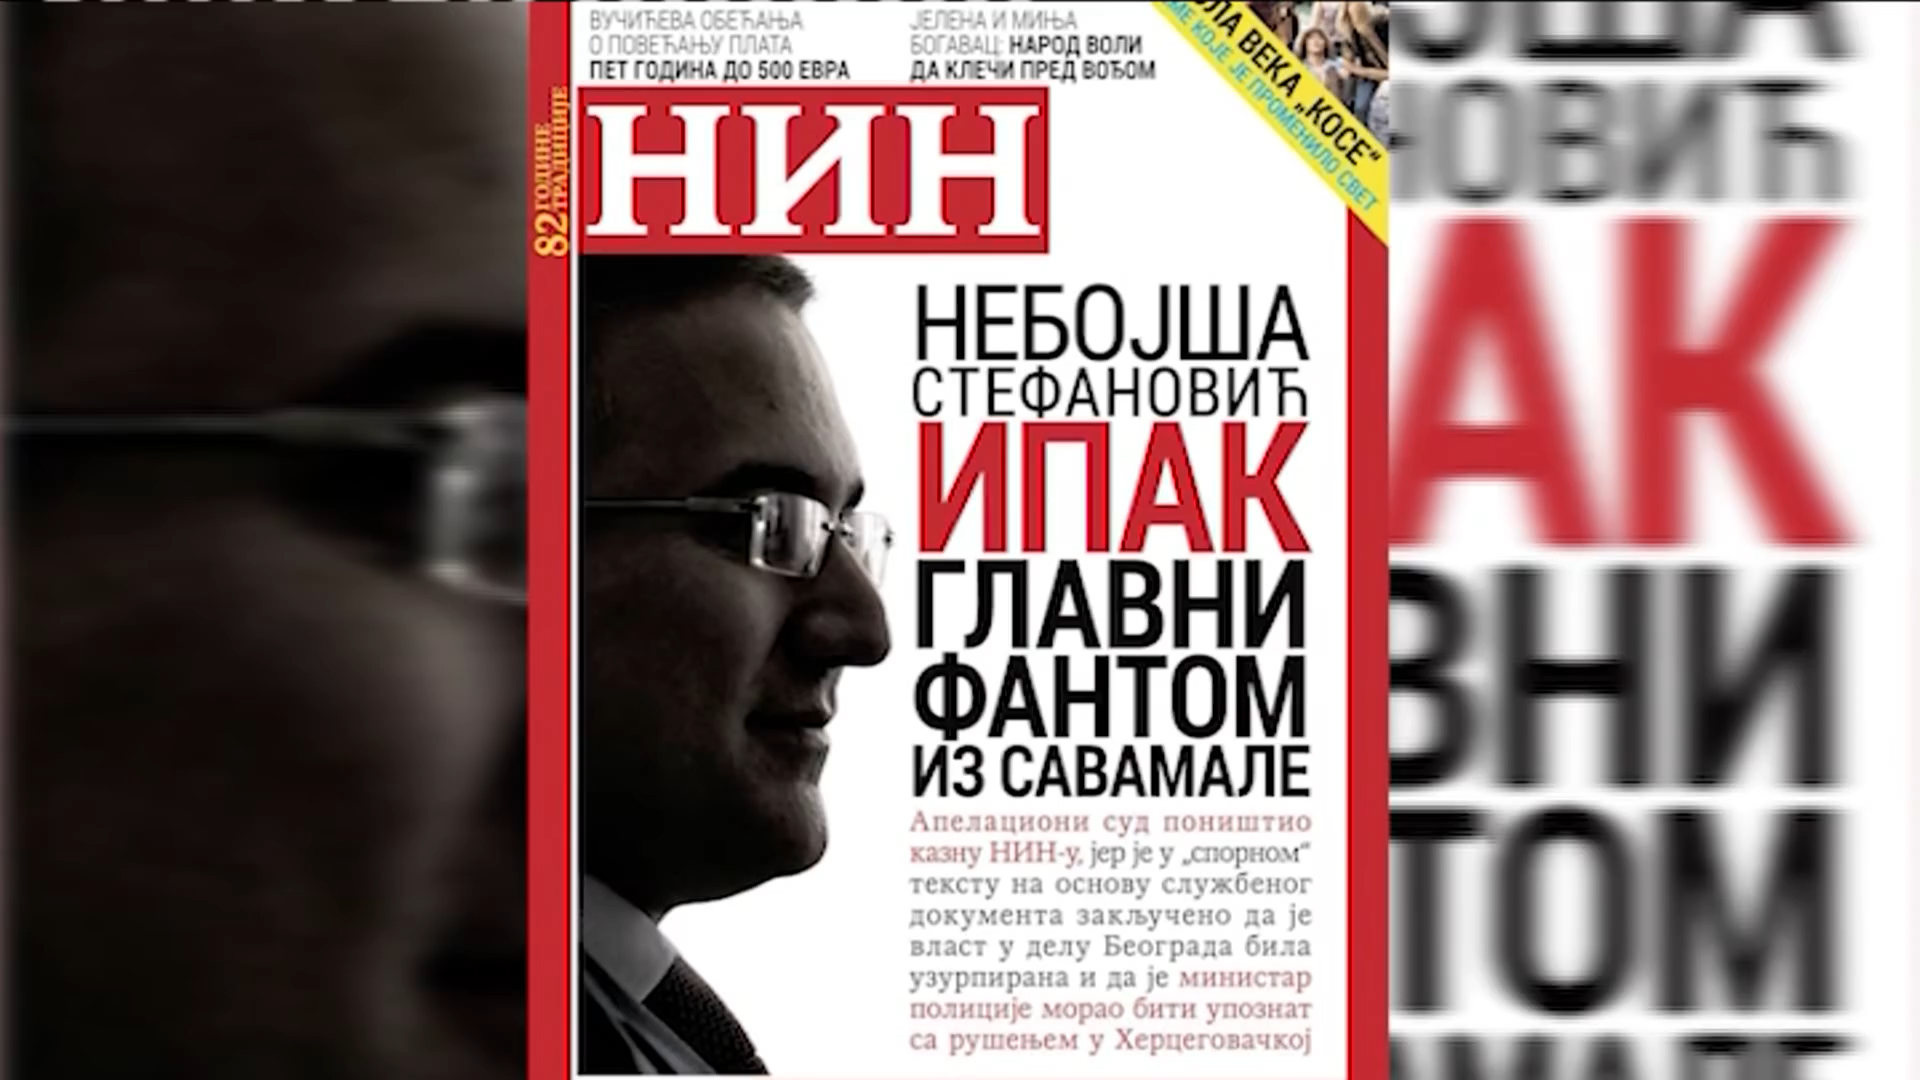 ВУЧИЋЕВА ОБЕЋАЊА
О ПОВЕЋАЊУ ПЛАТА
ПЕТ ГОДИНА ДО 500 ЕВРА
ЈЕЛЕНА И МИЊА
БОГАВАЦ: НАРОД ВОЛИ
ДА КЛЕЧИ ПРЕД ВОЂОМ
ВЕКА „КОСЕ“
КОЈЕ ЈЕ ПРОМЕНИЛО СВЕТ
82 ГОДИНЕ
ТРАДИЦИЈЕ
НИН
НЕБОЈША
СТЕФАНОВИЋ
ИПАК
ГЛАВНИ
ФАНТОМ
ИЗ САВАМАЛЕ
Апелациони суд поништио
казну НИН-у, јер је у „спорном“
тексту на основу службеног
документа закључено да је
власт у делу Београда била
узурпирана и да је министар
полиције морао бити упознат
са рушењем у Херцеговачкој